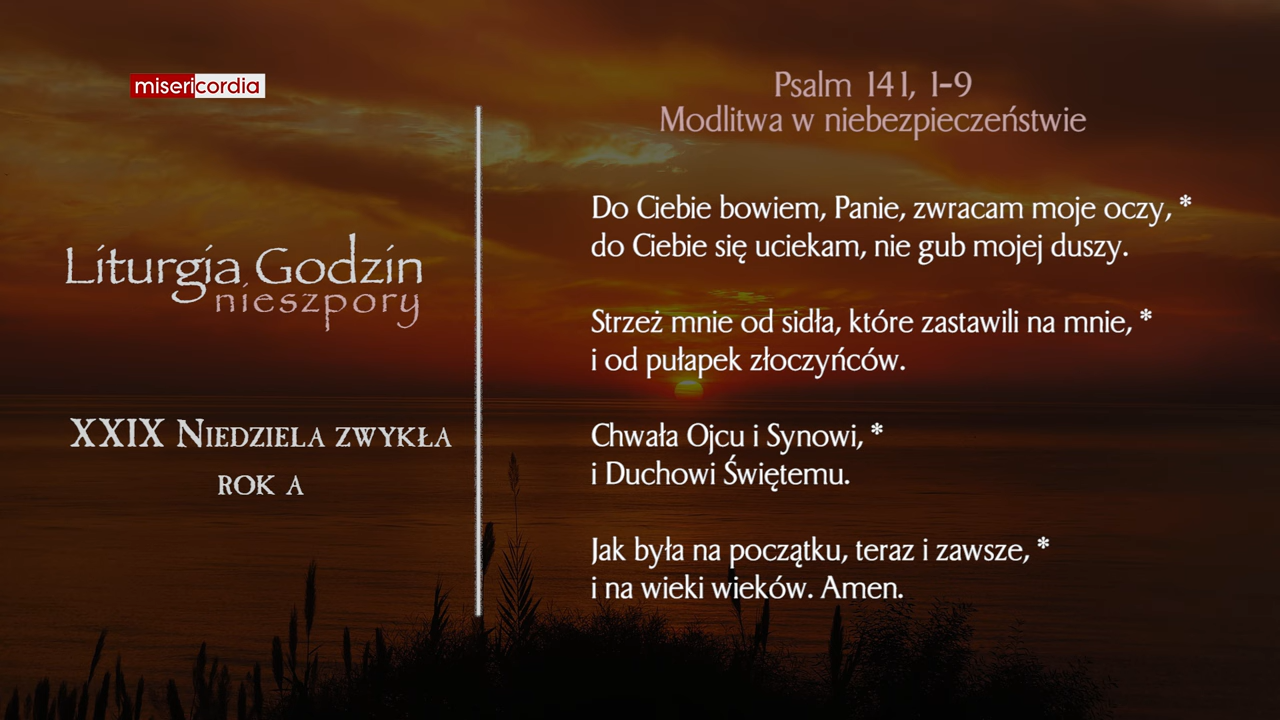 misericordia
Liturgia Godzin
nieszpory
XXIX Niedziela zwykła
rok A
Psalm 141, 1-9
Modlitwa w niebezpieczeństwie
Do Ciebie bowiem, Panie, zwracam moje oczy, *
do Ciebie się uciekam, nie gub mojej duszy.
Strzeż mnie od sidła, które zastawili na mnie, *
i od pułapek złoczyńców.
Chwała Ojcu i Synowi, *
i Duchowi Świętemu.
Jak była na początku, teraz i zawsze, *
i na wieki wieków. Amen.